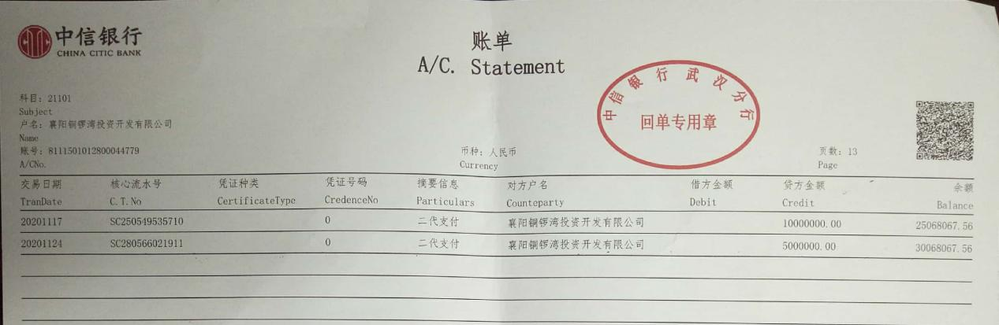 中信银行
CHINA CITIC BANK
账单
A/C. Statement
中信银行武汉分行
回单专用章
科目：21101
Subject
户名：襄阳铜锣湾投资开发有限公司
Name
账号：8111501012800044779
A/CNo.
币种：人民币
Currency
页数：13
Page
交易日期 核心流水号 凭证种类 凭证号码 摘要信息 对方户名 借方金额 贷方金额 余额
TranDate C.T.No CertificateType CredenceNo Particulars Counteparty Debit Credit Balance
20201117 SC250549535710 0 二代支付 襄阳铜锣湾投资开发有限公司 10000000.00 25068067.56
20201124 SC280566021911 0 二代支付 襄阳铜锣湾投资开发有限公司 5000000.00 30068067.56